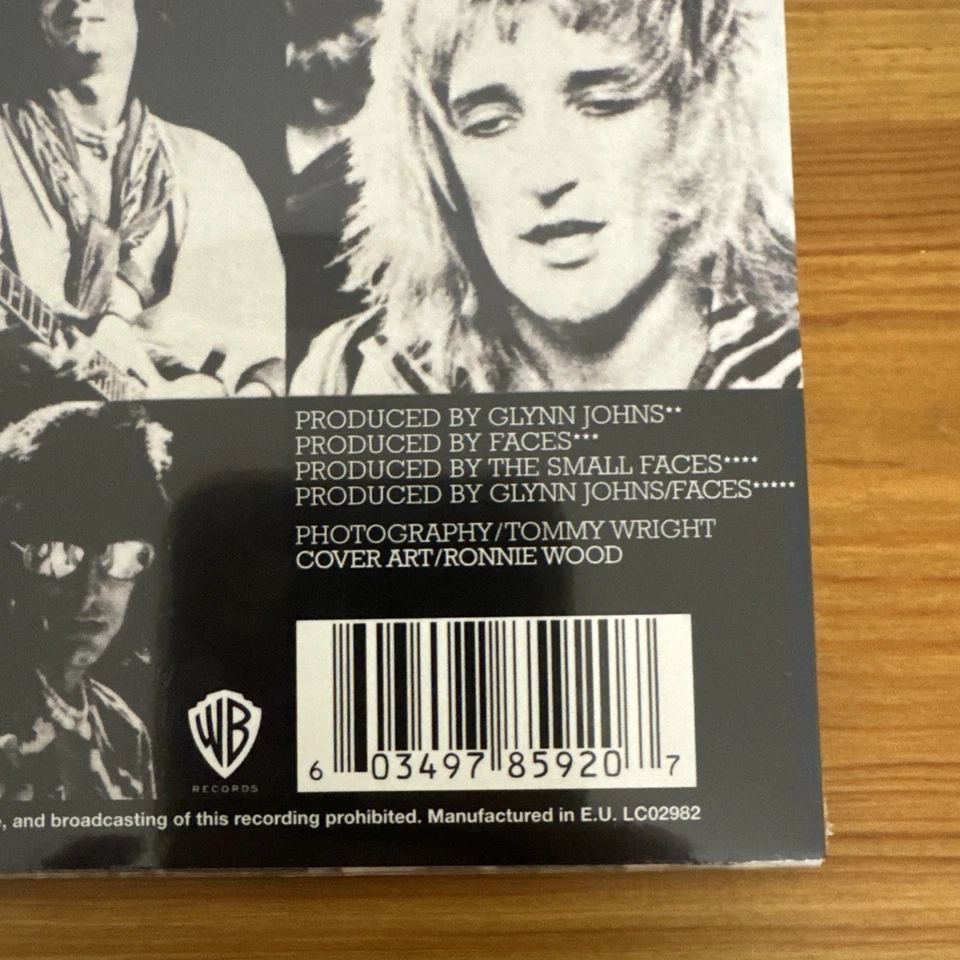 PRODUCED BY GLYNN JOHNS**
PRODUCED BY FACES***
PRODUCED BY THE SMALL FACES****
PRODUCED BY GLYNN JOHNS/FACES*****
PHOTOGRAPHY/TOMMY WRIGHT
COVER ART/RONNIE WOOD
WB
RECORDS
6 03497 85920 7
, and broadcasting of this recording prohibited. Manufactured in E.U. LC02982